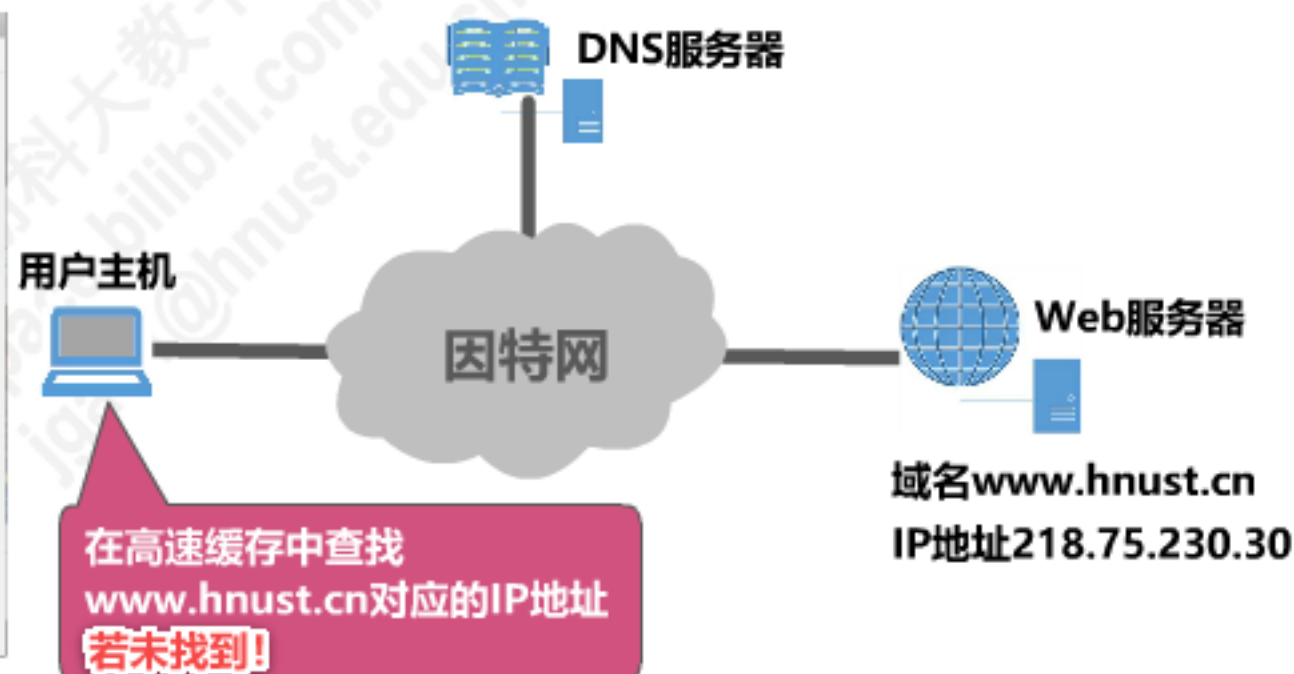 DNS服务器
用户主机
因特网
Web服务器
域名www.hnust.cn
IP地址218.75.230.30
在高速缓存中查找
www.hnust.cn对应的IP地址
若未找到！